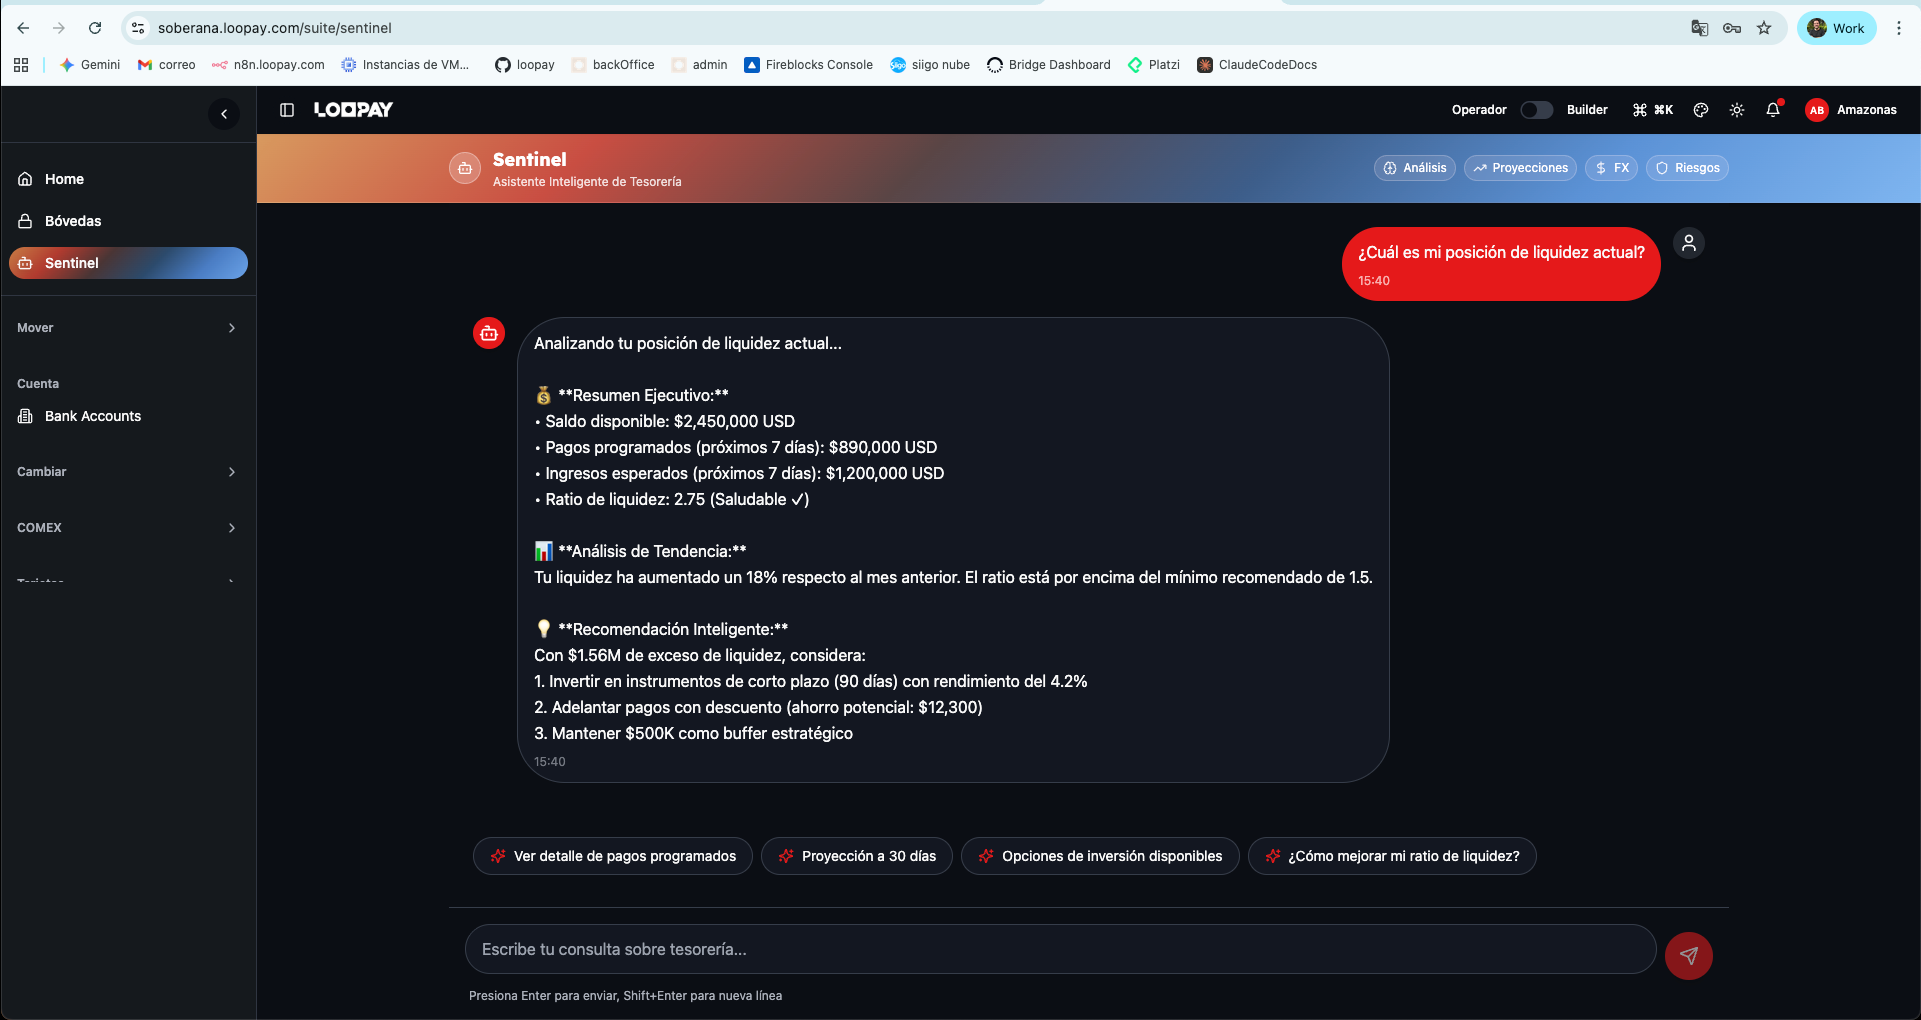 soberana.loopay.com/suite/sentinel
Work
Gemini
correo
n8n.loopay.com
Instancias de VM...
loopay
backOffice
admin
Fireblocks Console
siigo nube
Bridge Dashboard
Platzi
ClaudeCodeDocs
LOOPAY
Operador
Builder
⌘ ⌘K
AB
Amazonas
Home
Bóvedas
Sentinel
Mover
Cuenta
Bank Accounts
Cambiar
COMEX
Sentinel
Asistente Inteligente de Tesorería
Análisis
Proyecciones
$ FX
Riesgos
¿Cuál es mi posición de liquidez actual?
15:40
Analizando tu posición de liquidez actual...
💰 **Resumen Ejecutivo:**
• Saldo disponible: $2,450,000 USD
• Pagos programados (próximos 7 días): $890,000 USD
• Ingresos esperados (próximos 7 días): $1,200,000 USD
• Ratio de liquidez: 2.75 (Saludable ✓)
📊 **Análisis de Tendencia:**
Tu liquidez ha aumentado un 18% respecto al mes anterior. El ratio está por encima del mínimo recomendado de 1.5.
💡 **Recomendación Inteligente:**
Con $1.56M de exceso de liquidez, considera:
1. Invertir en instrumentos de corto plazo (90 días) con rendimiento del 4.2%
2. Adelantar pagos con descuento (ahorro potencial: $12,300)
3. Mantener $500K como buffer estratégico
15:40
Ver detalle de pagos programados
Proyección a 30 días
Opciones de inversión disponibles
¿Cómo mejorar mi ratio de liquidez?
Escribe tu consulta sobre tesorería...
Presiona Enter para enviar, Shift+Enter para nueva línea